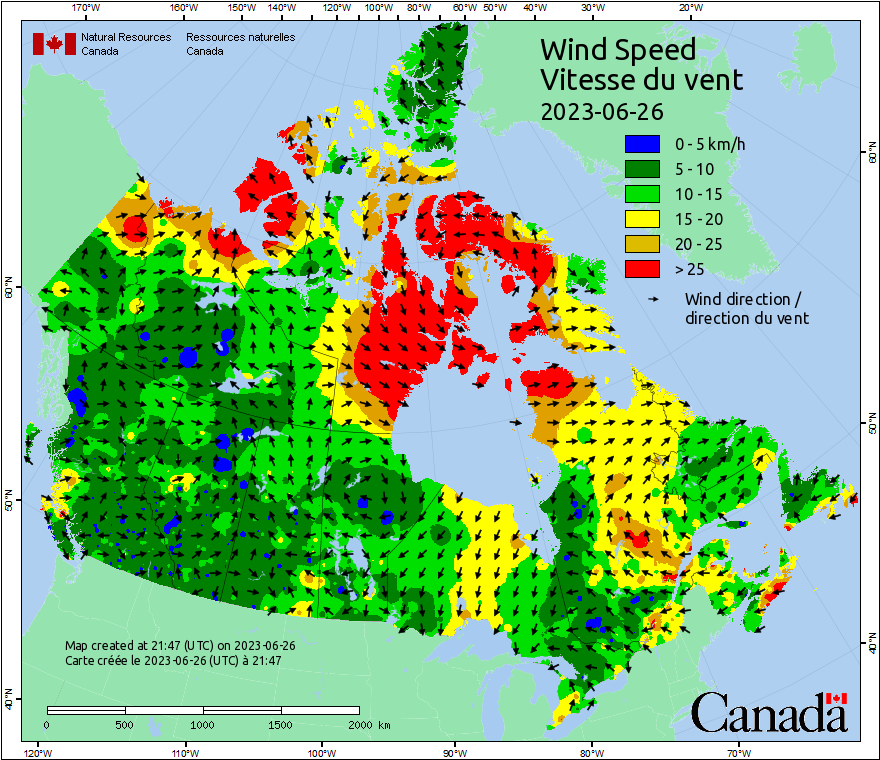 170°W 160°W 150°W 140°W 130°W 120°W 110°W 100°W 90°W 80°W 70°W 60°W 50°W 40°W 30°W 20°W
Natural Resources Canada
Ressources naturelles Canada
Wind Speed
Vitesse du vent
2023-06-26
0 - 5 km/h
5 - 10
10 - 15
15 - 20
20 - 25
> 25
Wind direction /
direction du vent
60°N
60°N
50°N
50°N
40°N
40°N
Map created at 21:47 (UTC) on 2023-06-26
Carte créée le 2023-06-26 (UTC) à 21:47
0 500 1000 1500 2000 km
Canada
120°W 110°W 100°W 90°W 80°W 70°W